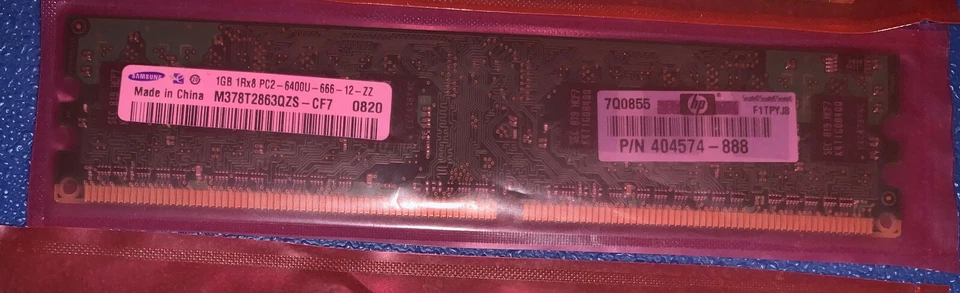 SAMSUNG
1GB 1Rx8 PC2-6400U-666-12-ZZ
Made in China M378T2863QZS-CF7 0820
7Q0855
hp
F1TPYJB
P/N 404574-888